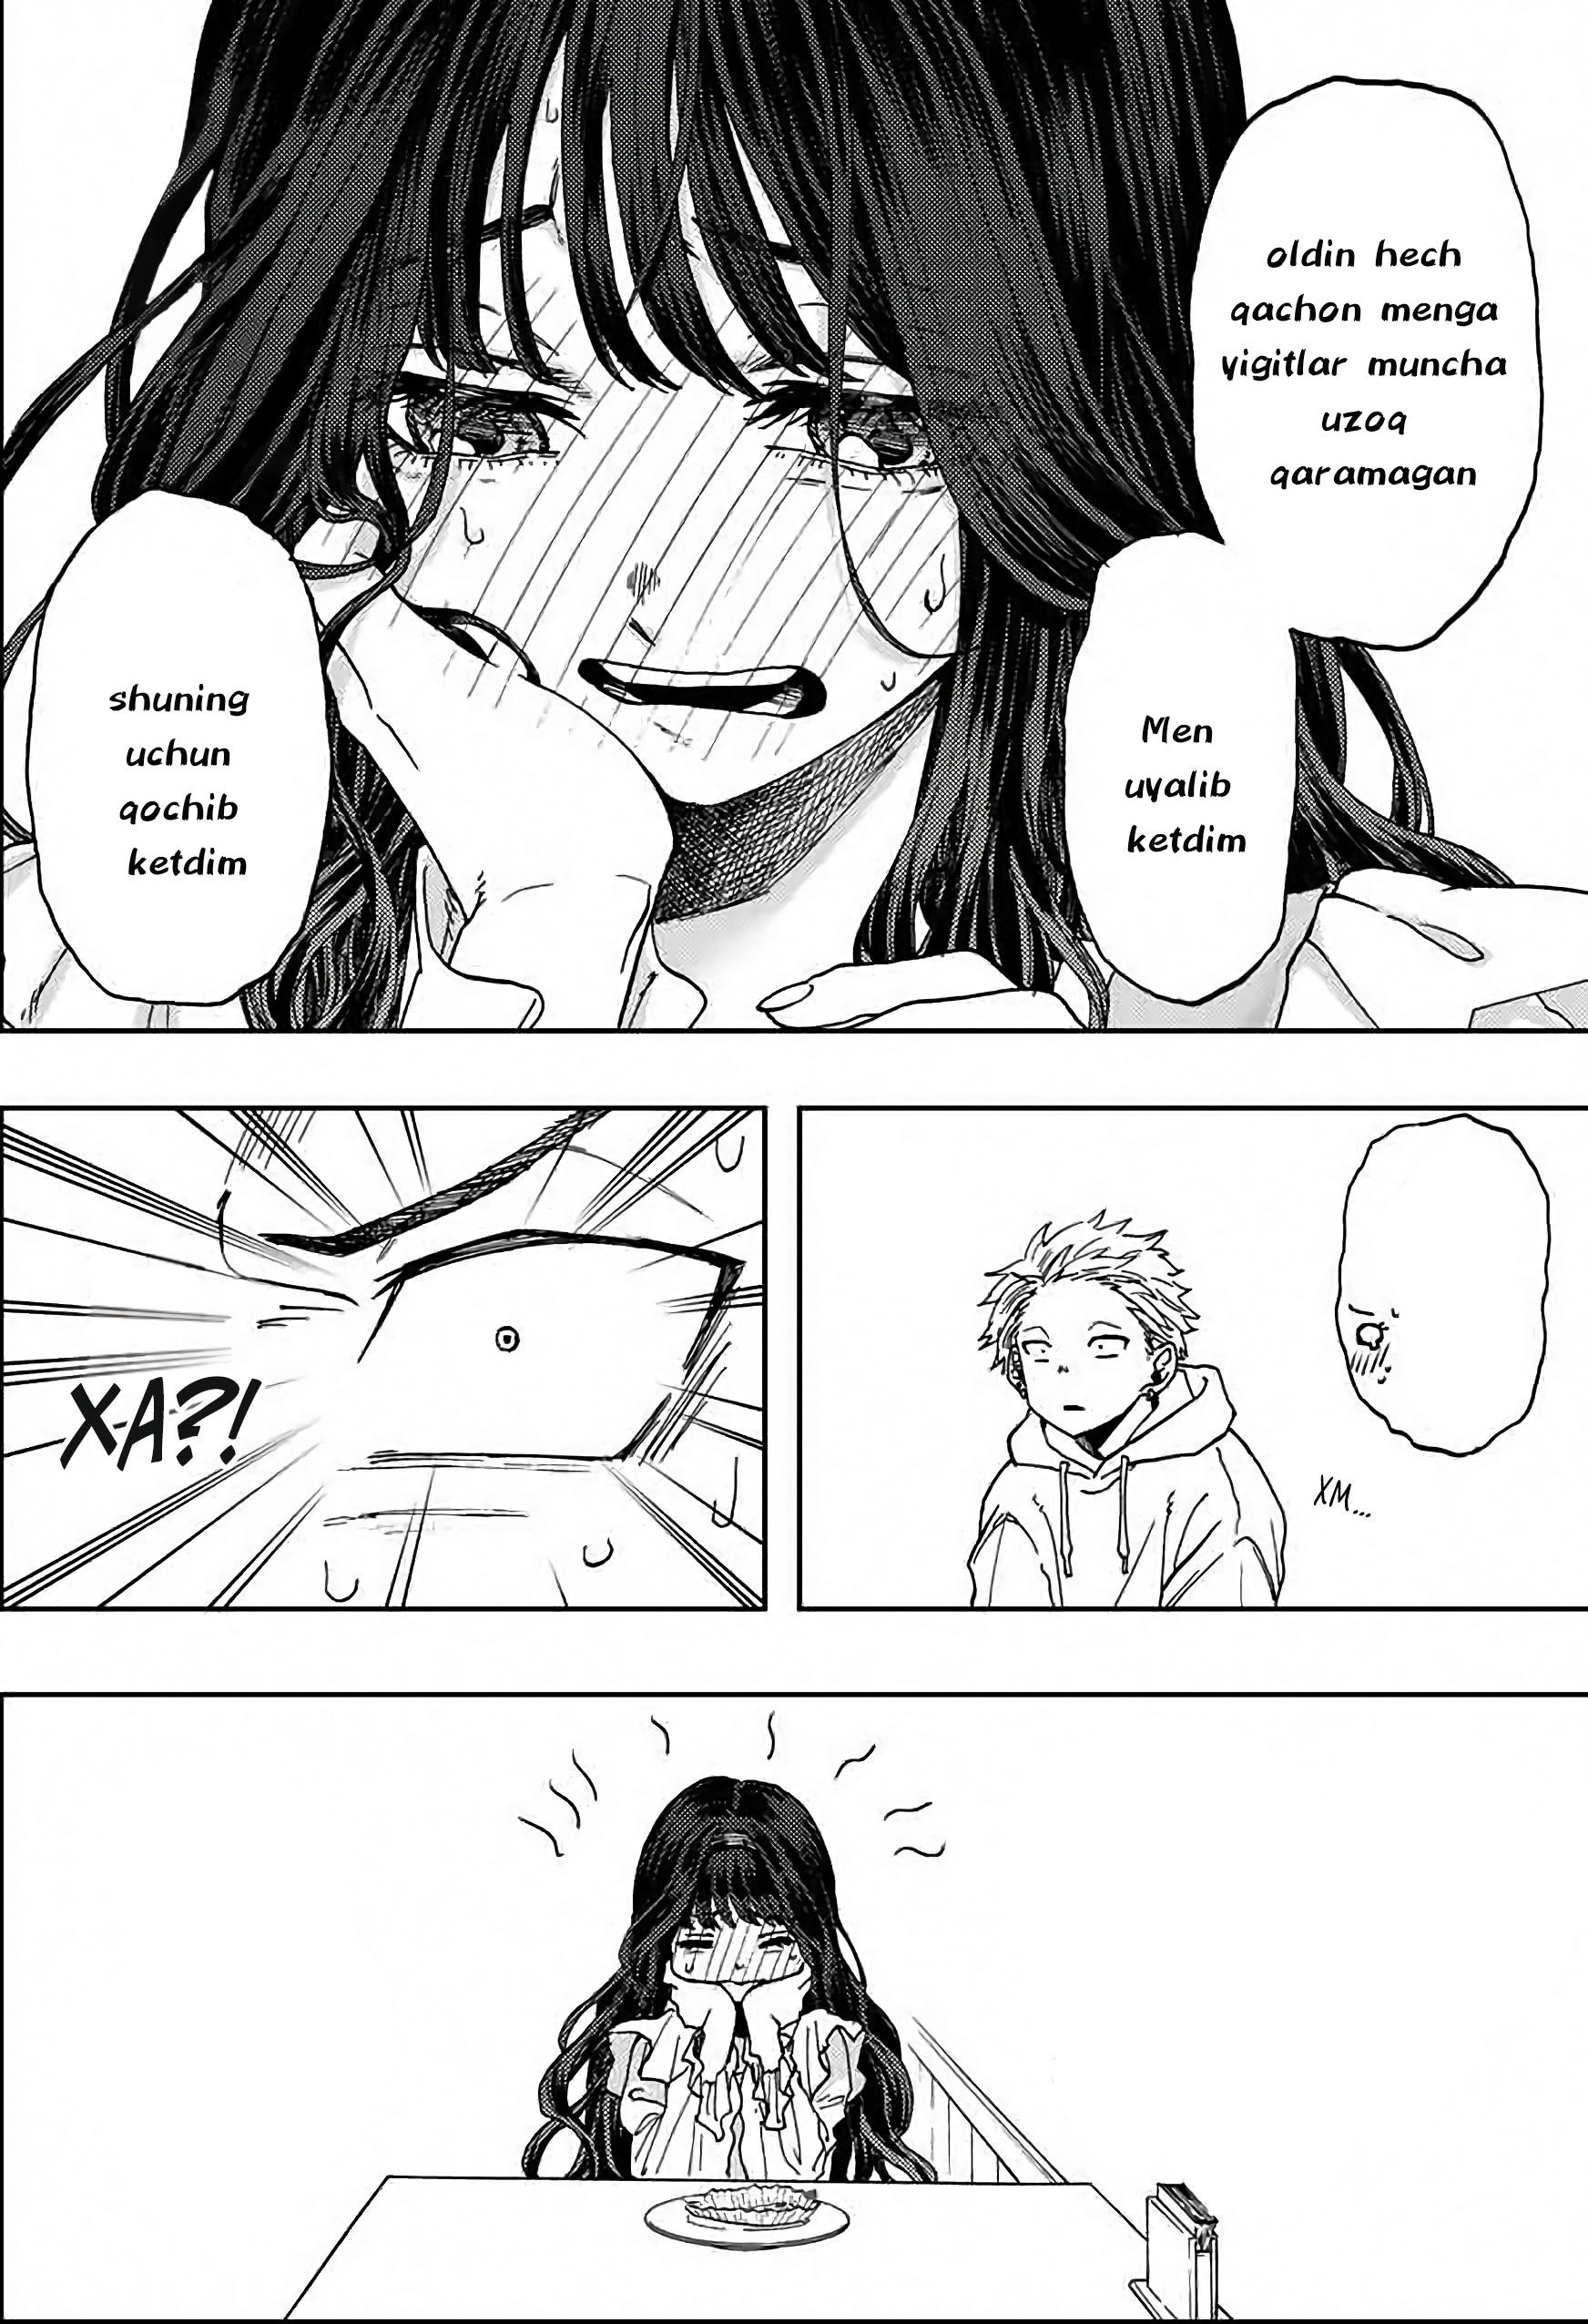 oldin hech
qachon menga
yigitlar muncha
uzoq
qaramagan
Men
uyalib
ketdim
shuning
uchun
qochib
ketdim
XM...
XA?!